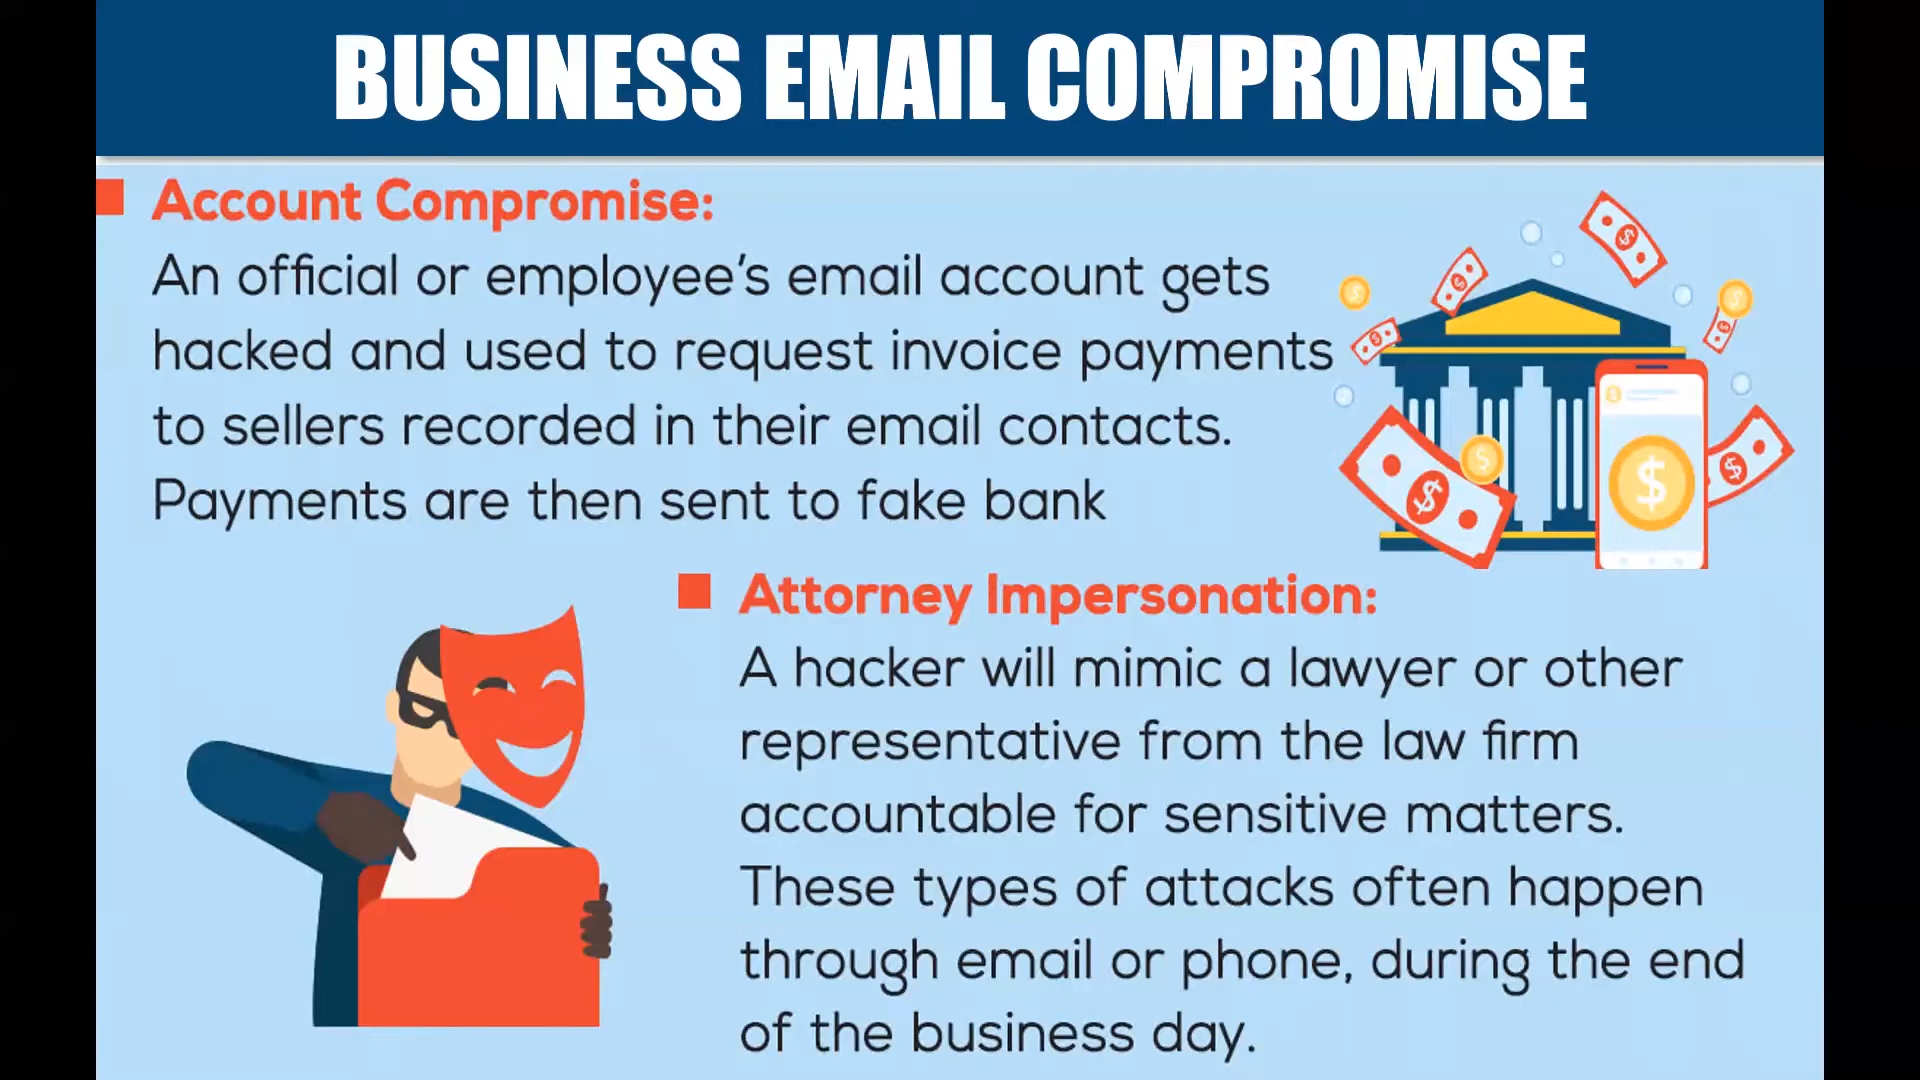 BUSINESS EMAIL COMPROMISE
Account Compromise:
An official or employee's email account gets
hacked and used to request invoice payments
to sellers recorded in their email contacts.
Payments are then sent to fake bank
Attorney Impersonation:
A hacker will mimic a lawyer or other
representative from the law firm
accountable for sensitive matters.
These types of attacks often happen
through email or phone, during the end
of the business day.